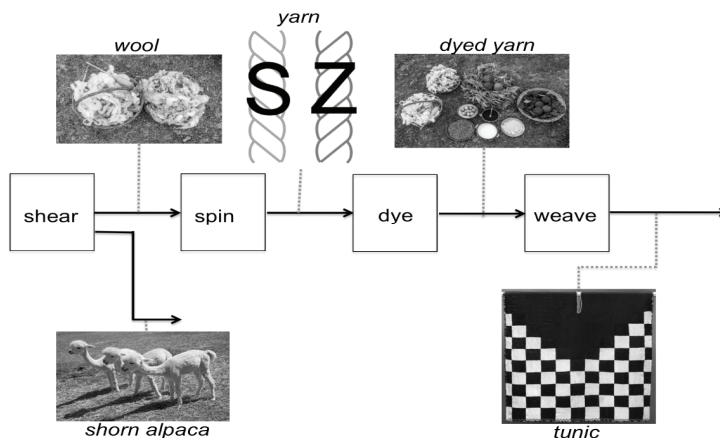 yarn
wool
dyed yarn
S Z
shear
spin
dye
weave
shorn alpaca
tunic